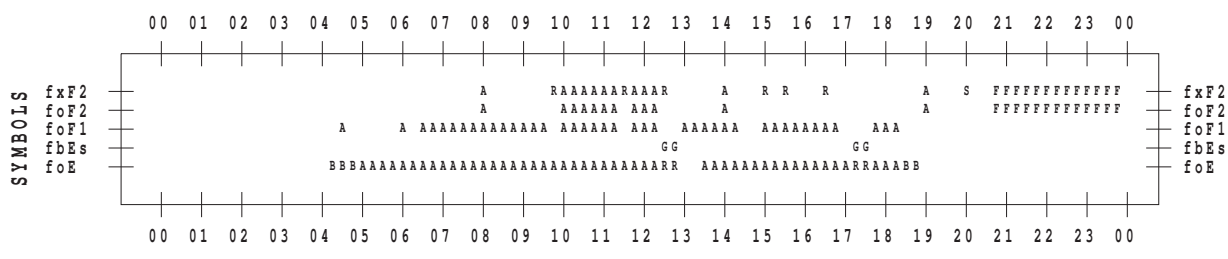 00 01 02 03 04 05 06 07 08 09 10 11 12 13 14 15 16 17 18 19 20 21 22 23 00
SYMBOLS
fxF2 A RAAAAAARAAAR A R R R A S FFFFFFFFFFFFF fxF2
foF2 A AAAAAA AAA A A FFFFFFFFFFFFF foF2
foF1 A A AAAAAAAAAAAAA AAAAAA AAA AAAAAA AAAAAAAA AAA foF1
fbEs GG GG fbEs
foE BBBAAAAAAAAAAAAAAAAAAAAAAAAAAAAAARR AAAAAAAAAAAAAAARRAAABB foE
00 01 02 03 04 05 06 07 08 09 10 11 12 13 14 15 16 17 18 19 20 21 22 23 00